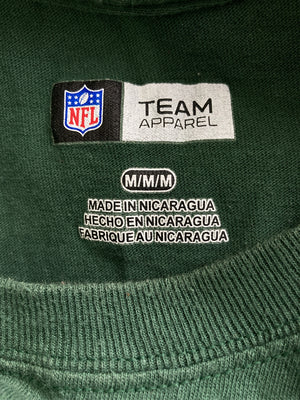 NFL
TEAM
APPAREL
M/M/M
MADE IN NICARAGUA
HECHO EN NICARAGUA
FABRIQUE AU NICARAGUA